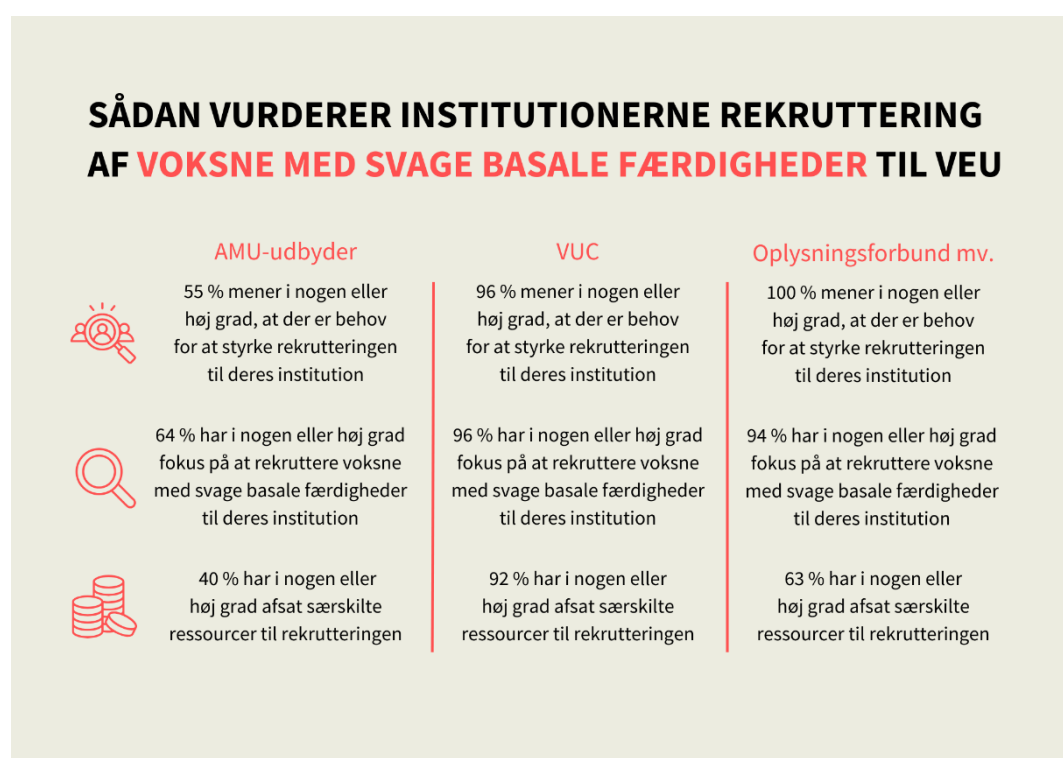 SÅDAN VURDERER INSTITUTIONERNE REKRUTTERING
AF VOKSNE MED SVAGE BASALE FÆRDIGHEDER TIL VEU
AMU-udbyder
55 % mener i nogen eller
høj grad, at der er behov
for at styrke rekrutteringen
til deres institution
64 % har i nogen eller høj grad
fokus på at rekruttere voksne
med svage basale færdigheder
til deres institution
40 % har i nogen eller
høj grad afsat særskilte
ressourcer til rekrutteringen
VUC
96 % mener i nogen eller
høj grad, at der er behov
for at styrke rekrutteringen
til deres institution
96 % har i nogen eller høj grad
fokus på at rekruttere voksne
med svage basale færdigheder
til deres institution
92 % har i nogen eller
høj grad afsat særskilte
ressourcer til rekrutteringen
Oplysningsforbund mv.
100 % mener i nogen eller
høj grad, at der er behov
for at styrke rekrutteringen
til deres institution
94 % har i nogen eller høj grad
fokus på at rekruttere voksne
med svage basale færdigheder
til deres institution
63 % har i nogen eller
høj grad afsat særskilte
ressourcer til rekrutteringen